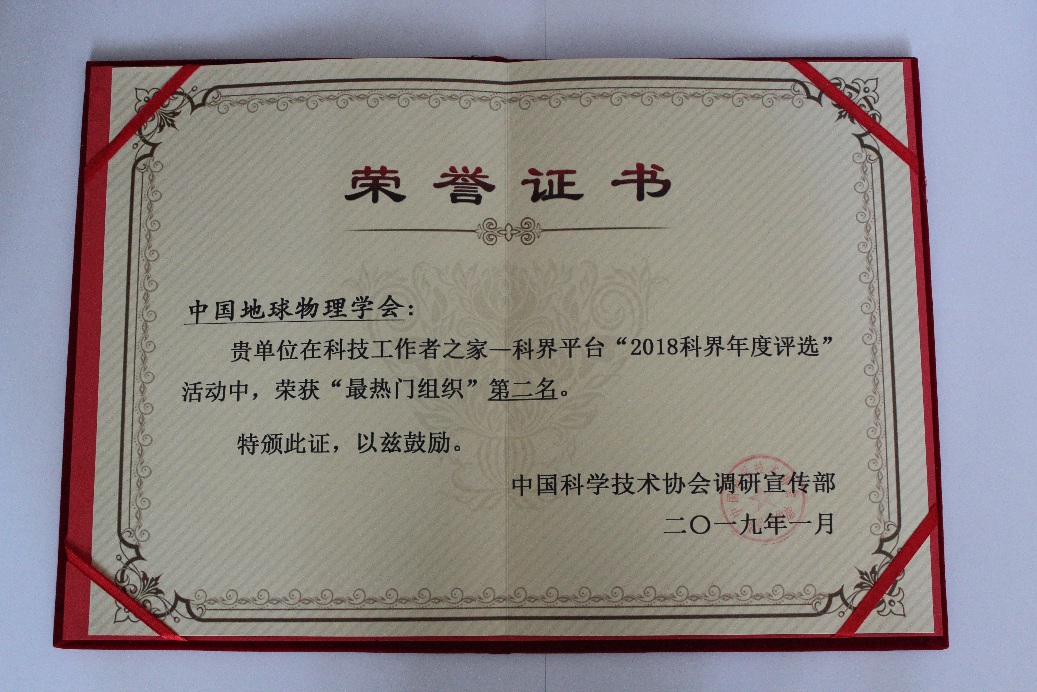 荣誉证书
中国地球物理学会：
贵单位在科技工作者之家—科界平台“2018科界年度评选”
活动中，荣获“最热门组织”第二名。
特颁此证，以兹鼓励。
中国科学技术协会调研宣传部
二〇一九年一月